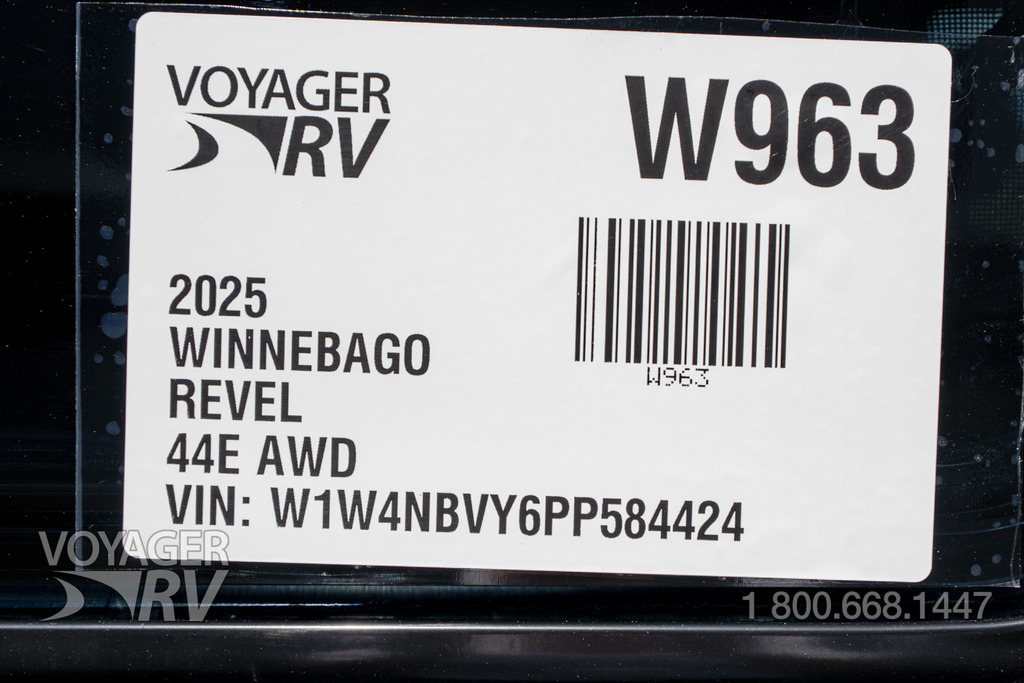 VOYAGER
RV
W963
W963
2025
WINNEBAGO
REVEL
44E AWD
VIN: W1W4NBVY6PP584424
VOYAGER
RV
1 800.668.1447